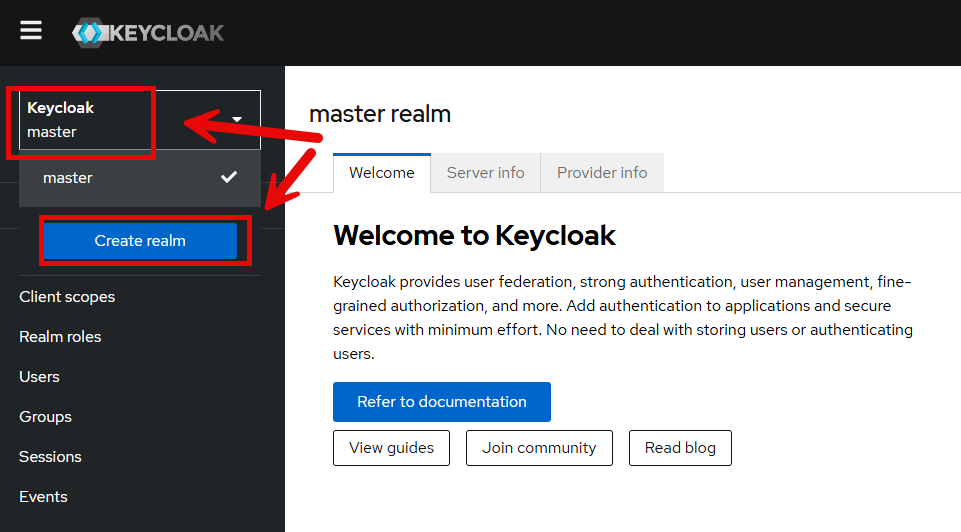 KEYCLOAK
Keycloak
master
master
Create realm
Client scopes
Realm roles
Users
Groups
Sessions
Events
master realm
Welcome
Server info
Provider info
Welcome to Keycloak
Keycloak provides user federation, strong authentication, user management, fine-
grained authorization, and more. Add authentication to applications and secure
services with minimum effort. No need to deal with storing users or authenticating
users.
Refer to documentation
View guides
Join community
Read blog